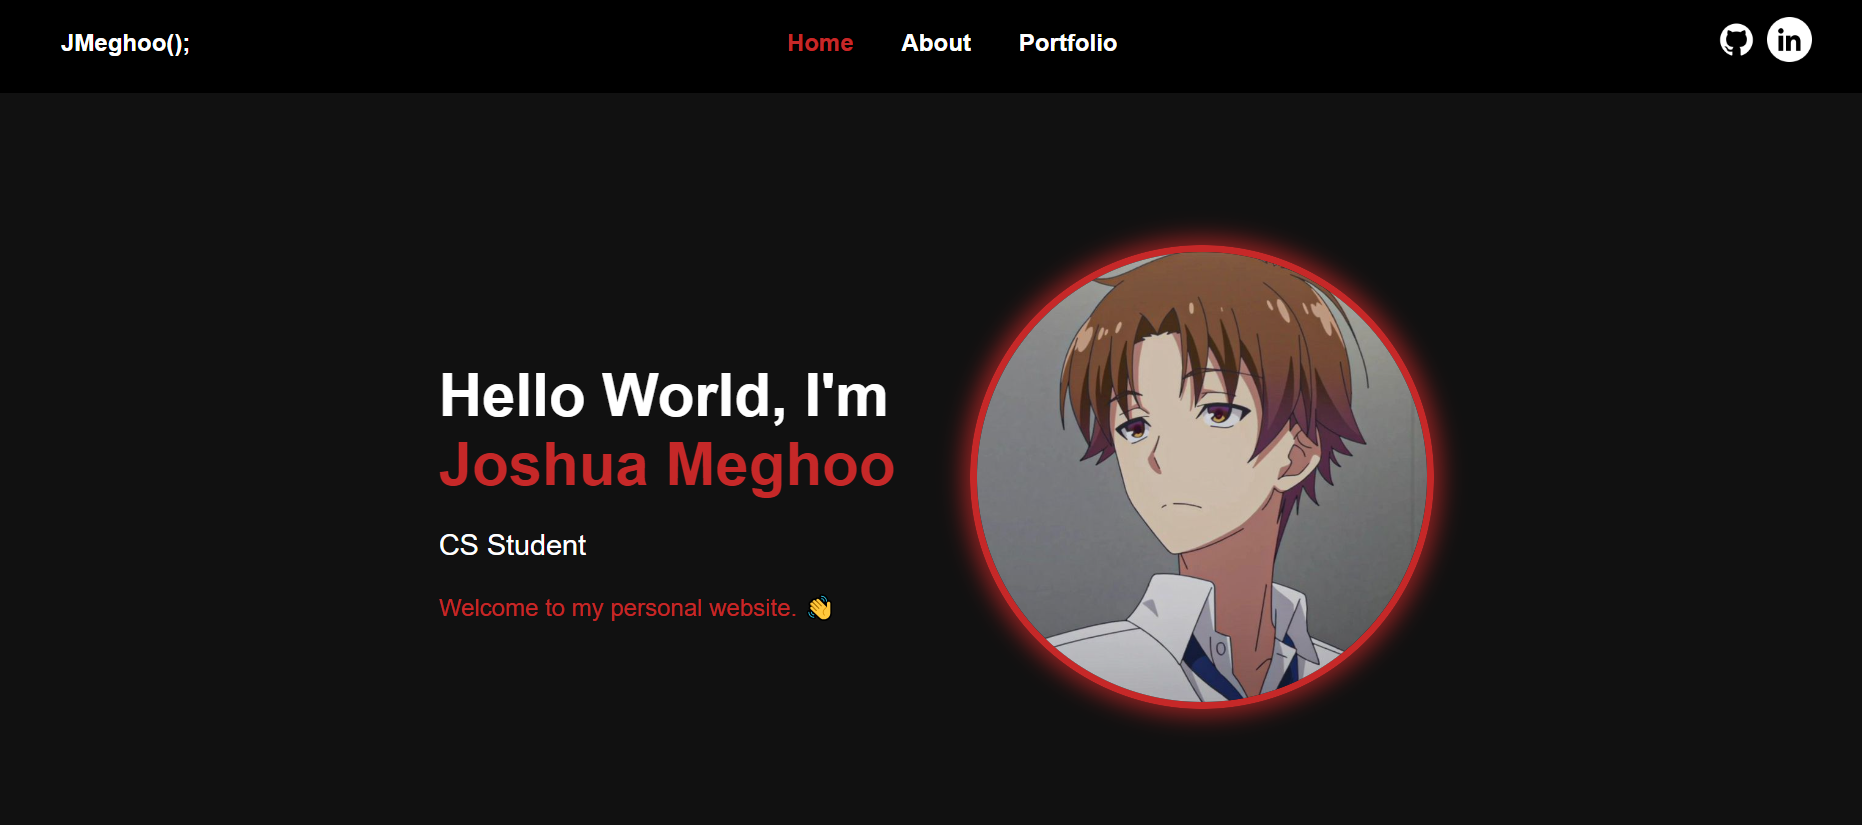 JMeghoo();
Home About Portfolio
in
Hello World, I'm
Joshua Meghoo
CS Student
Welcome to my personal website. 👋